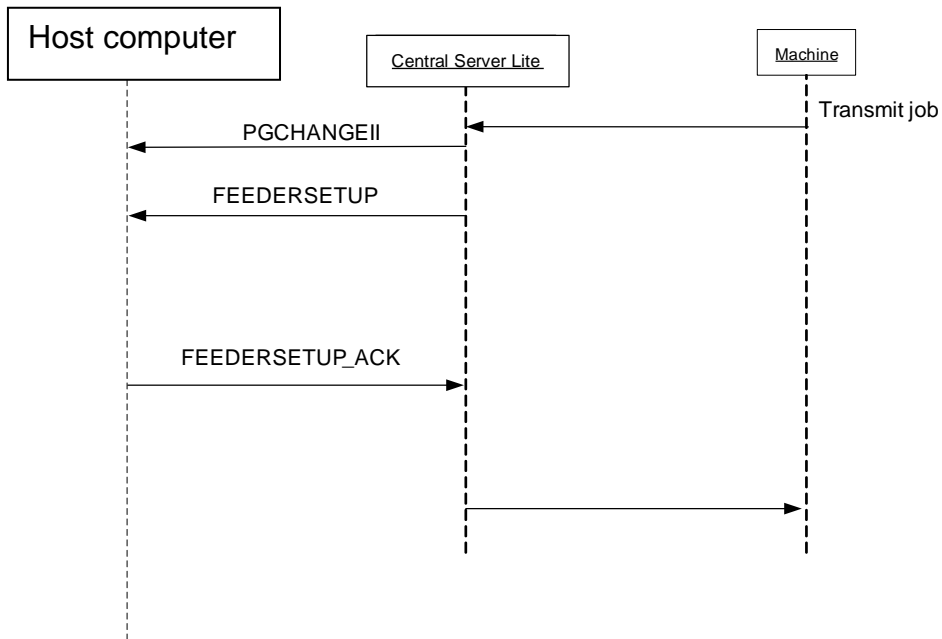 Host computer
Central Server Lite
Machine
Transmit job
PGCHANGEII
FEEDERSETUP
FEEDERSETUP_ACK